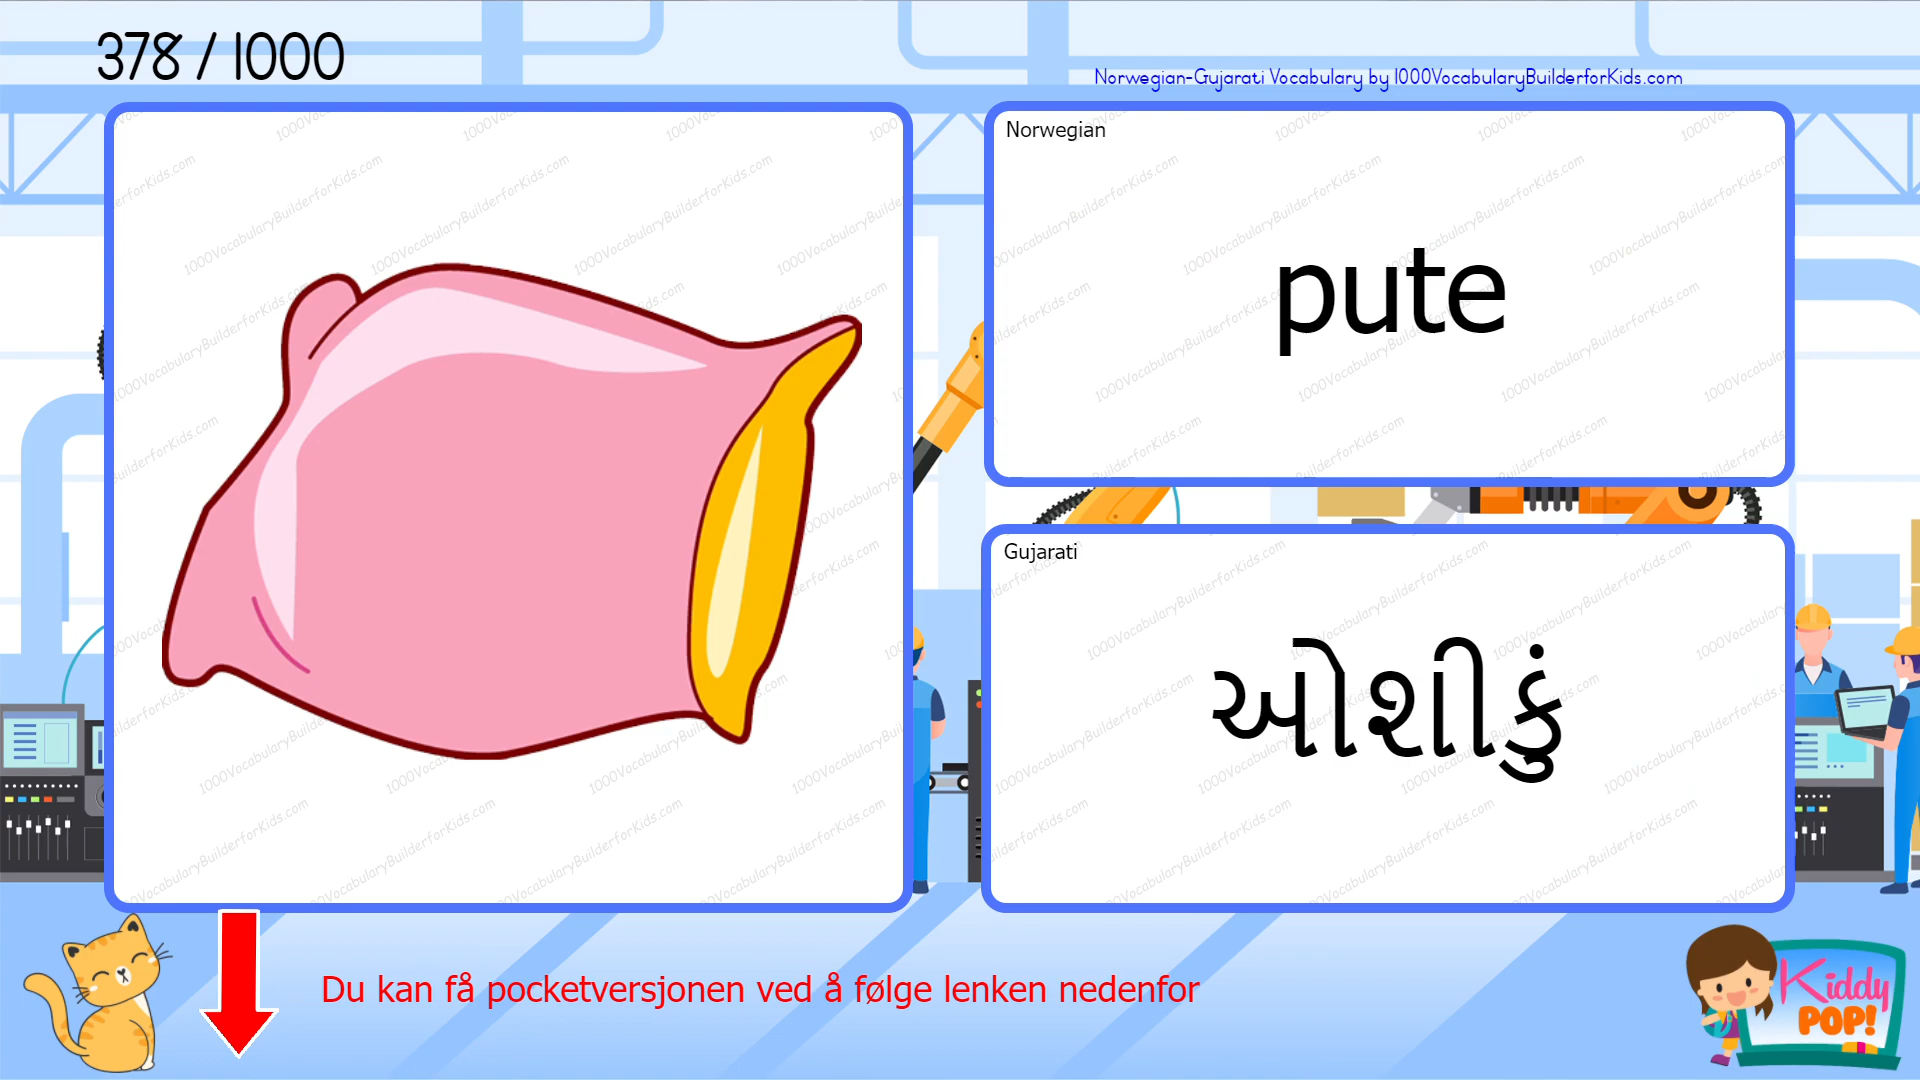 378 / 1000
Norwegian-Gujarati Vocabulary by 1000VocabularyBuilderforKids.com
Norwegian
pute
Gujarati
ઓશીકું
Du kan få pocketversjonen ved å følge lenken nedenfor
Kiddy
POP!